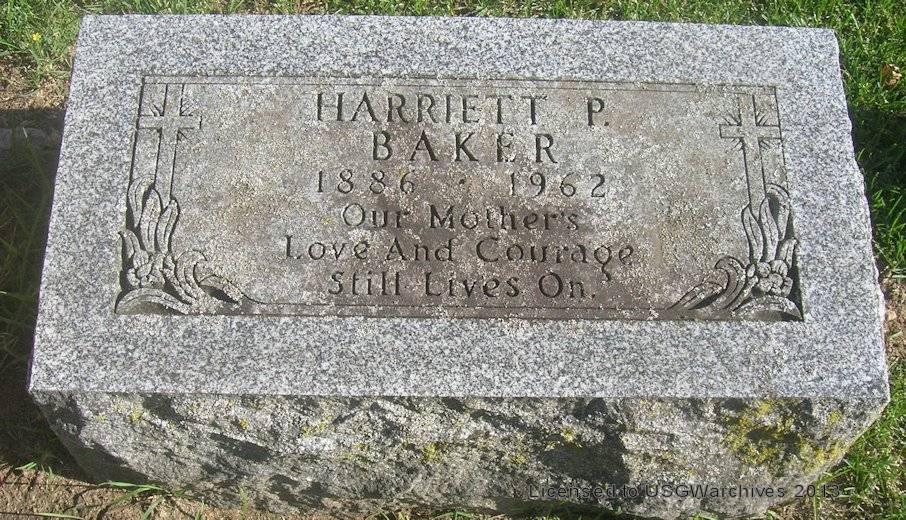 HARRIETT P.
BAKER
1886 · 1962
Our Mother's
Love And Courage
Still Lives On.
Licensed to USGWarchives 2013